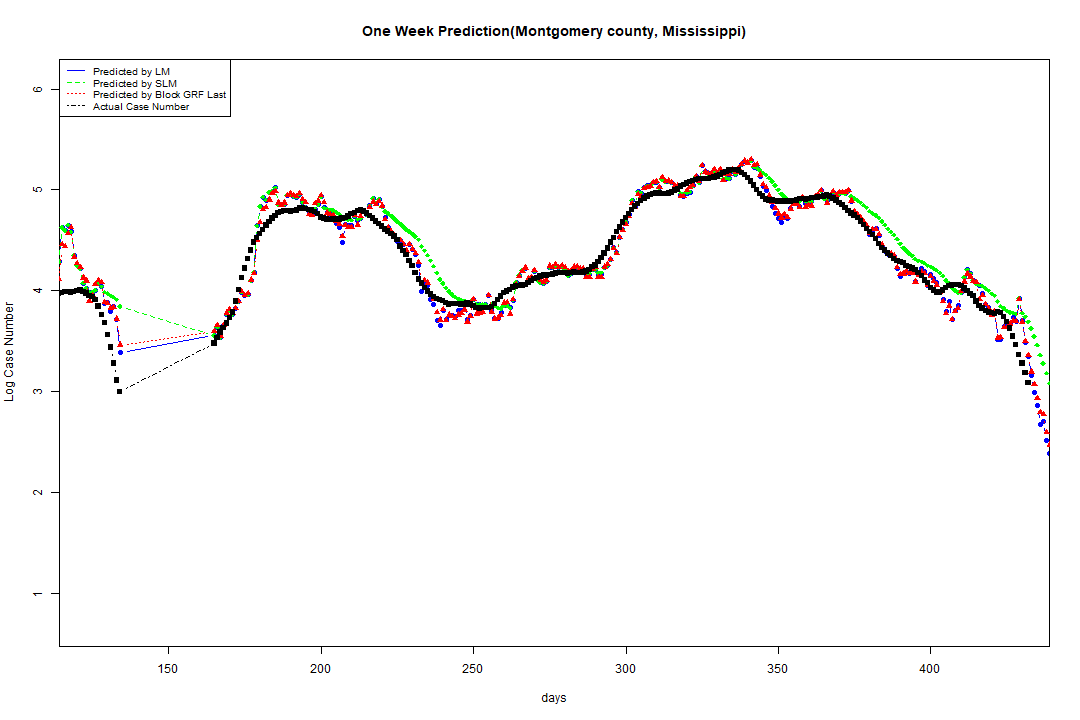 One Week Prediction(Montgomery county, Mississippi)
Predicted by LM
Predicted by SLM
Predicted by Block GRF Last
Actual Case Number
6
5
4
3
2
1
Log Case Number
150 200 250 300 350 400
days